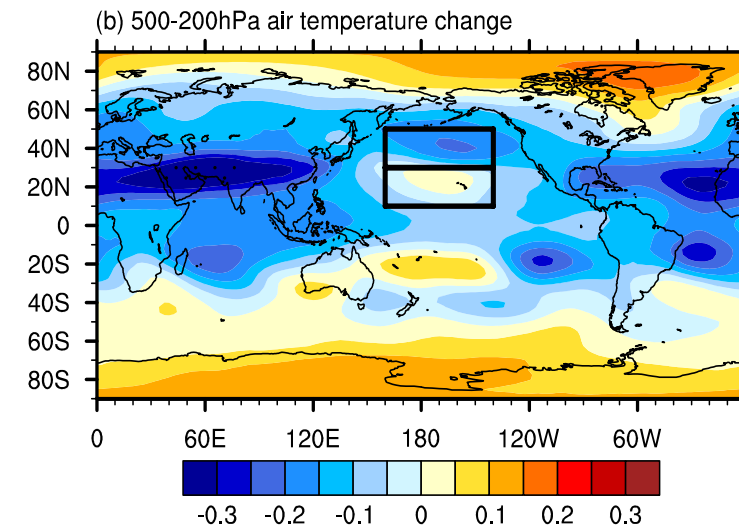 (b) 500-200hPa air temperature change
80N
60N
40N
20N
0
20S
40S
60S
80S
0 60E 120E 180 120W 60W
-0.3 -0.2 -0.1 0 0.1 0.2 0.3